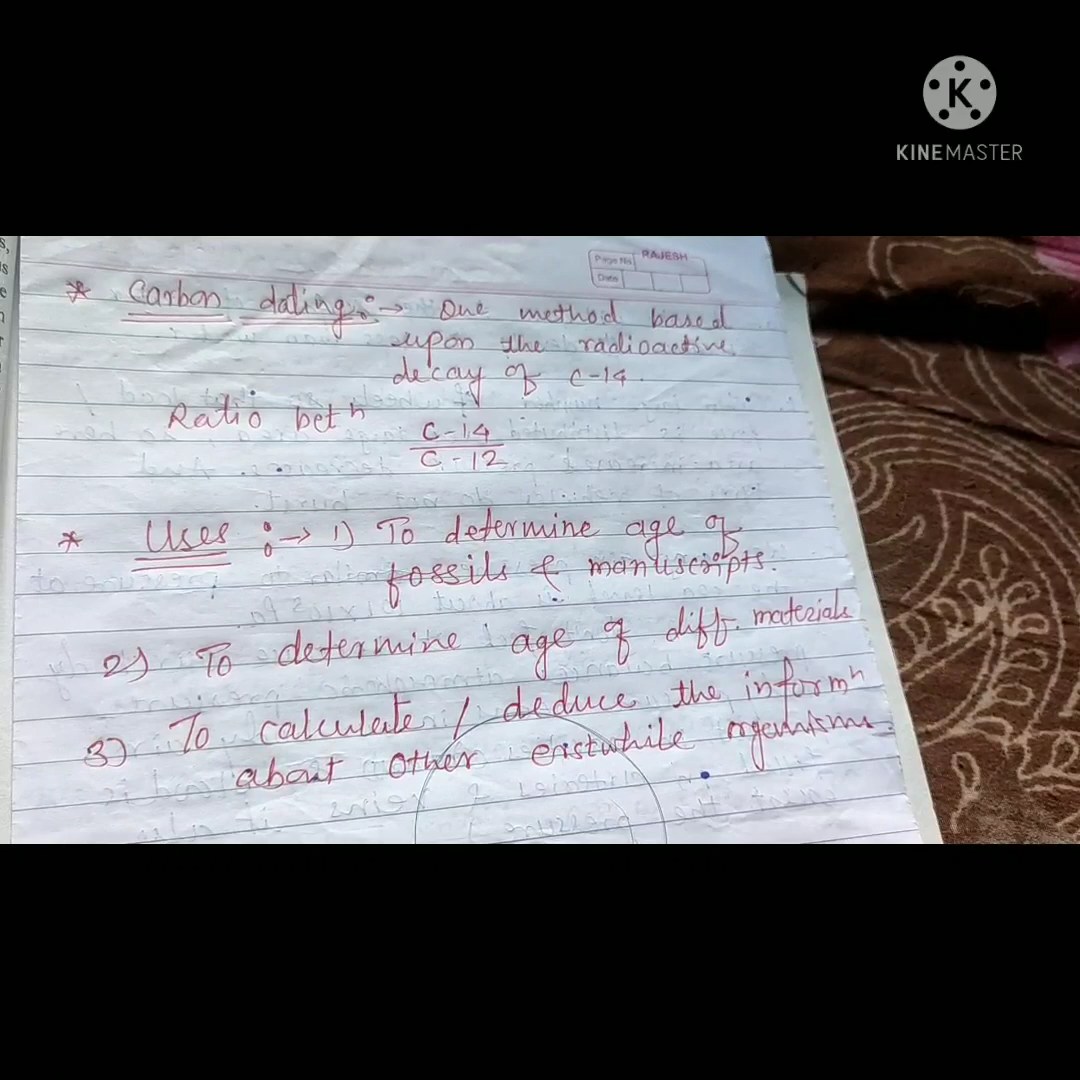 KINEMASTER
Page No. RAJESH
Date
* Carbon dating :→ One method based
upon the radioactive
decay of C-14.
Ratio betn
C-14
C-12
* Uses :→ 1) To determine age of
fossils & manuscripts.
2) To determine age of diff. materials
3) To calculate / deduce the informn
about other erstwhile organisms